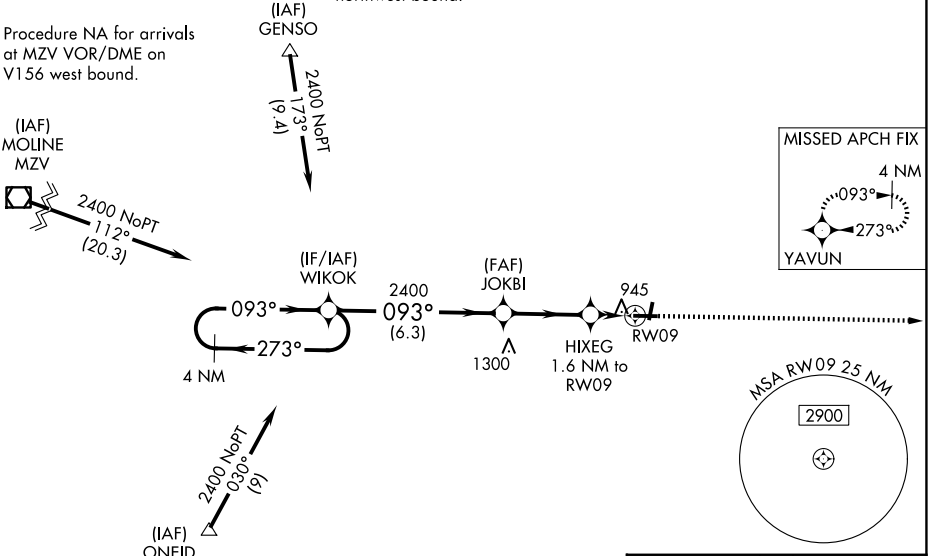 northwest bound.
Procedure NA for arrivals
at MZV VOR/DME on
V156 west bound.
(IAF)
GENSO
2400 NoPT
173°
(9.4)
(IAF)
MOLINE
MZV
2400 NoPT
112°
(20.3)
MISSED APCH FIX
4 NM
093°
273°
YAVUN
(IF/IAF)
WIKOK
093°
273°
4 NM
2400
093°
(6.3)
(FAF)
JOKBI
1300
945
HIXEG
1.6 NM to
RW09
RW09
MSA RW09 25 NM
2900
2400 NoPT
030°
(9)
(IAF)
ONEID